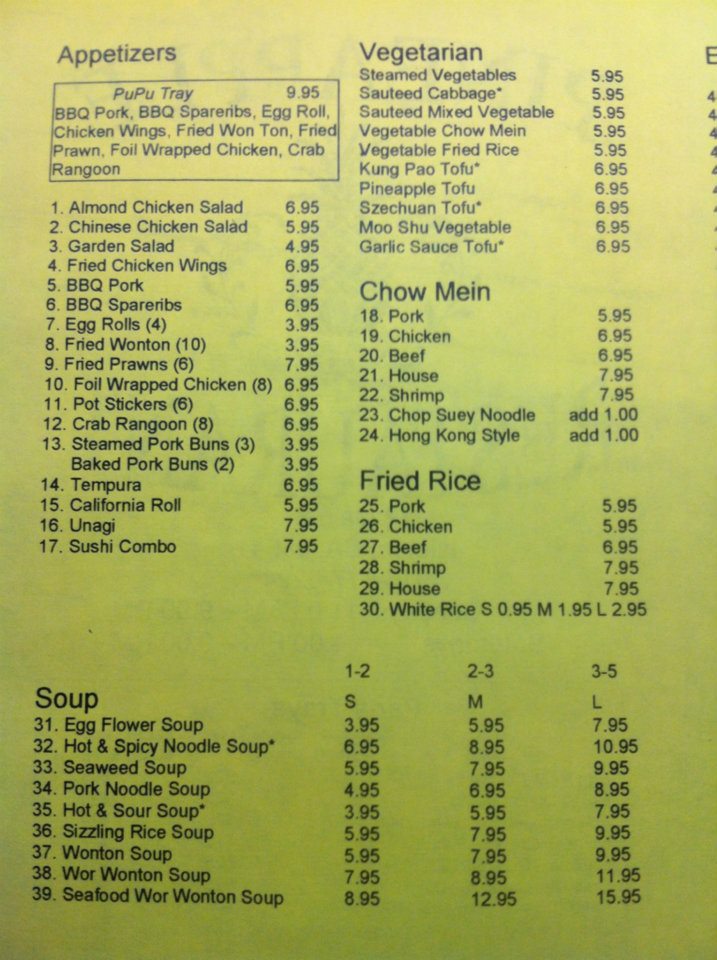 Appetizers
PuPu Tray 9.95
BBQ Pork, BBQ Spareribs, Egg Roll,
Chicken Wings, Fried Won Ton, Fried
Prawn, Foil Wrapped Chicken, Crab
Rangoon
1. Almond Chicken Salad 6.95
2. Chinese Chicken Salad 5.95
3. Garden Salad 4.95
4. Fried Chicken Wings 6.95
5. BBQ Pork 5.95
6. BBQ Spareribs 6.95
7. Egg Rolls (4) 3.95
8. Fried Wonton (10) 3.95
9. Fried Prawns (6) 7.95
10. Foil Wrapped Chicken (8) 6.95
11. Pot Stickers (6) 6.95
12. Crab Rangoon (8) 6.95
13. Steamed Pork Buns (3) 3.95
Baked Pork Buns (2) 3.95
14. Tempura 6.95
15. California Roll 5.95
16. Unagi 7.95
17. Sushi Combo 7.95
Vegetarian
Steamed Vegetables 5.95
Sauteed Cabbage* 5.95
Sauteed Mixed Vegetable 5.95
Vegetable Chow Mein 5.95
Vegetable Fried Rice 5.95
Kung Pao Tofu* 6.95
Pineapple Tofu 6.95
Szechuan Tofu* 6.95
Moo Shu Vegetable 6.95
Garlic Sauce Tofu* 6.95
Chow Mein
18. Pork 5.95
19. Chicken 6.95
20. Beef 6.95
21. House 7.95
22. Shrimp 7.95
23. Chop Suey Noodle add 1.00
24. Hong Kong Style add 1.00
Fried Rice
25. Pork 5.95
26. Chicken 5.95
27. Beef 6.95
28. Shrimp 7.95
29. House 7.95
30. White Rice S 0.95 M 1.95 L 2.95
1-2 2-3 3-5
Soup S M L
31. Egg Flower Soup 3.95 5.95 7.95
32. Hot & Spicy Noodle Soup* 6.95 8.95 10.95
33. Seaweed Soup 5.95 7.95 9.95
34. Pork Noodle Soup 4.95 6.95 8.95
35. Hot & Sour Soup* 3.95 5.95 7.95
36. Sizzling Rice Soup 5.95 7.95 9.95
37. Wonton Soup 5.95 7.95 9.95
38. Wor Wonton Soup 7.95 8.95 11.95
39. Seafood Wor Wonton Soup 8.95 12.95 15.95